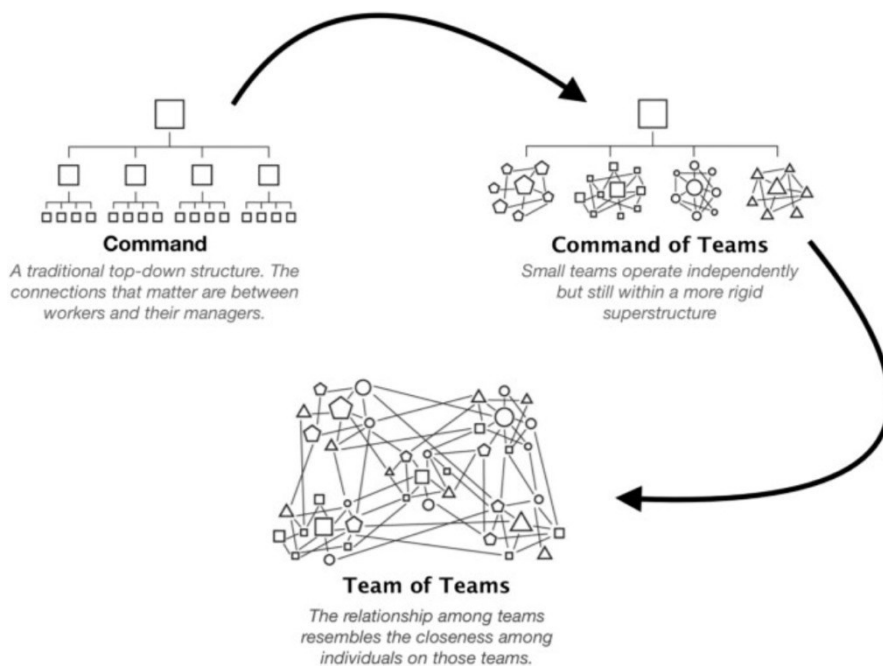 Command
A traditional top-down structure. The
connections that matter are between
workers and their managers.
Command of Teams
Small teams operate independently
but still within a more rigid
superstructure
Team of Teams
The relationship among teams
resembles the closeness among
individuals on those teams.